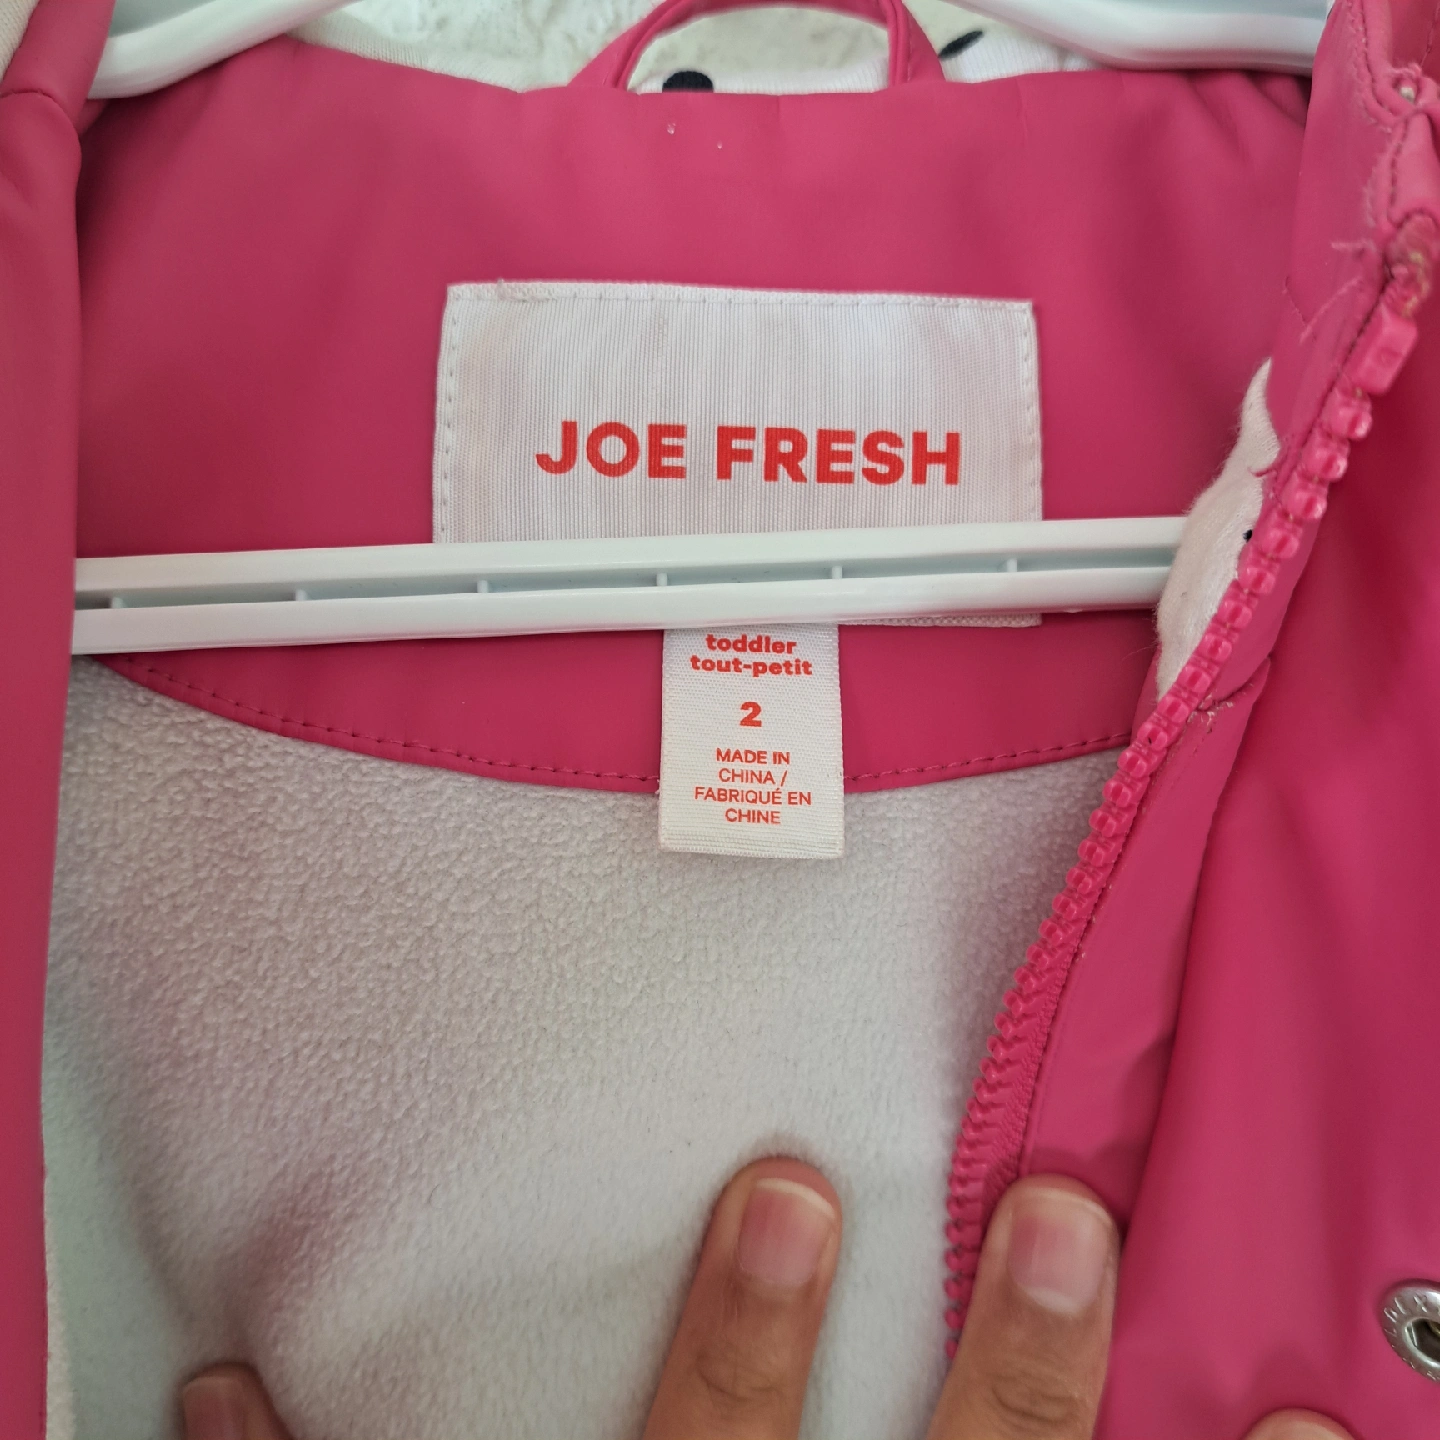 JOE FRESH
toddler
tout-petit
2
MADE IN
CHINA /
FABRIQUÉ EN
CHINE